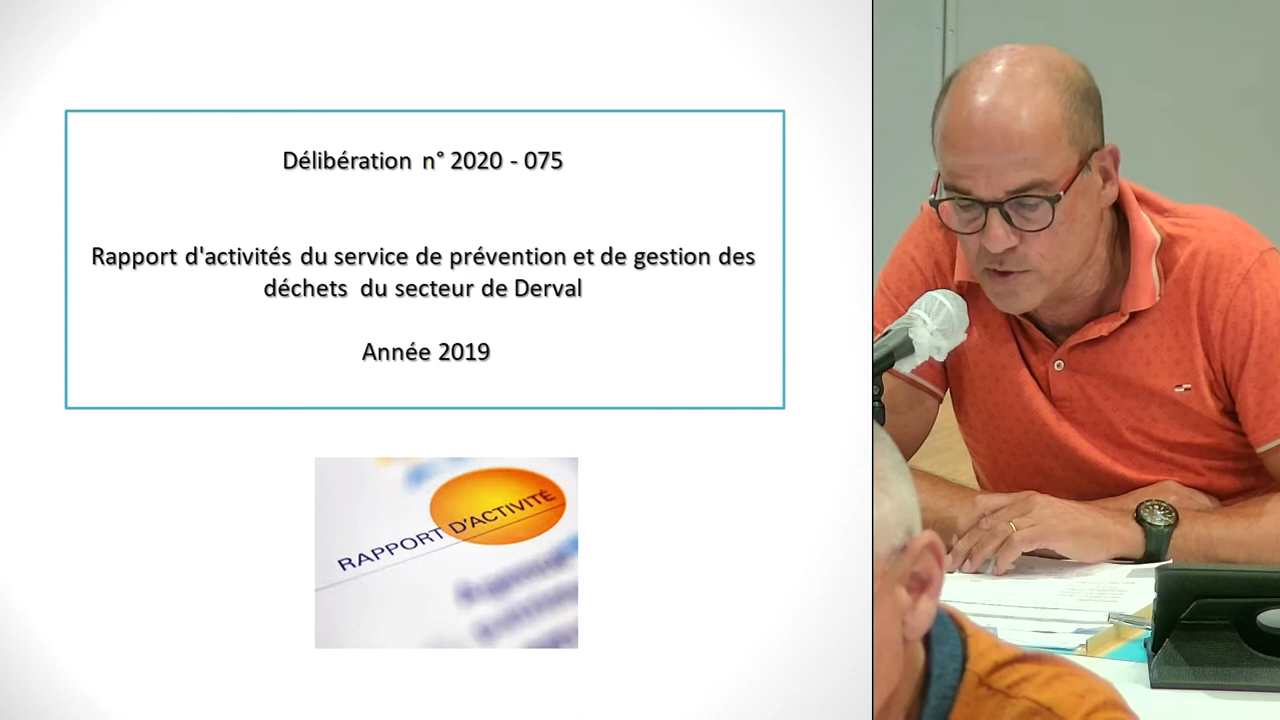 Délibération n° 2020 - 075
Rapport d'activités du service de prévention et de gestion des
déchets du secteur de Derval
Année 2019
RAPPORT D'ACTIVITÉ